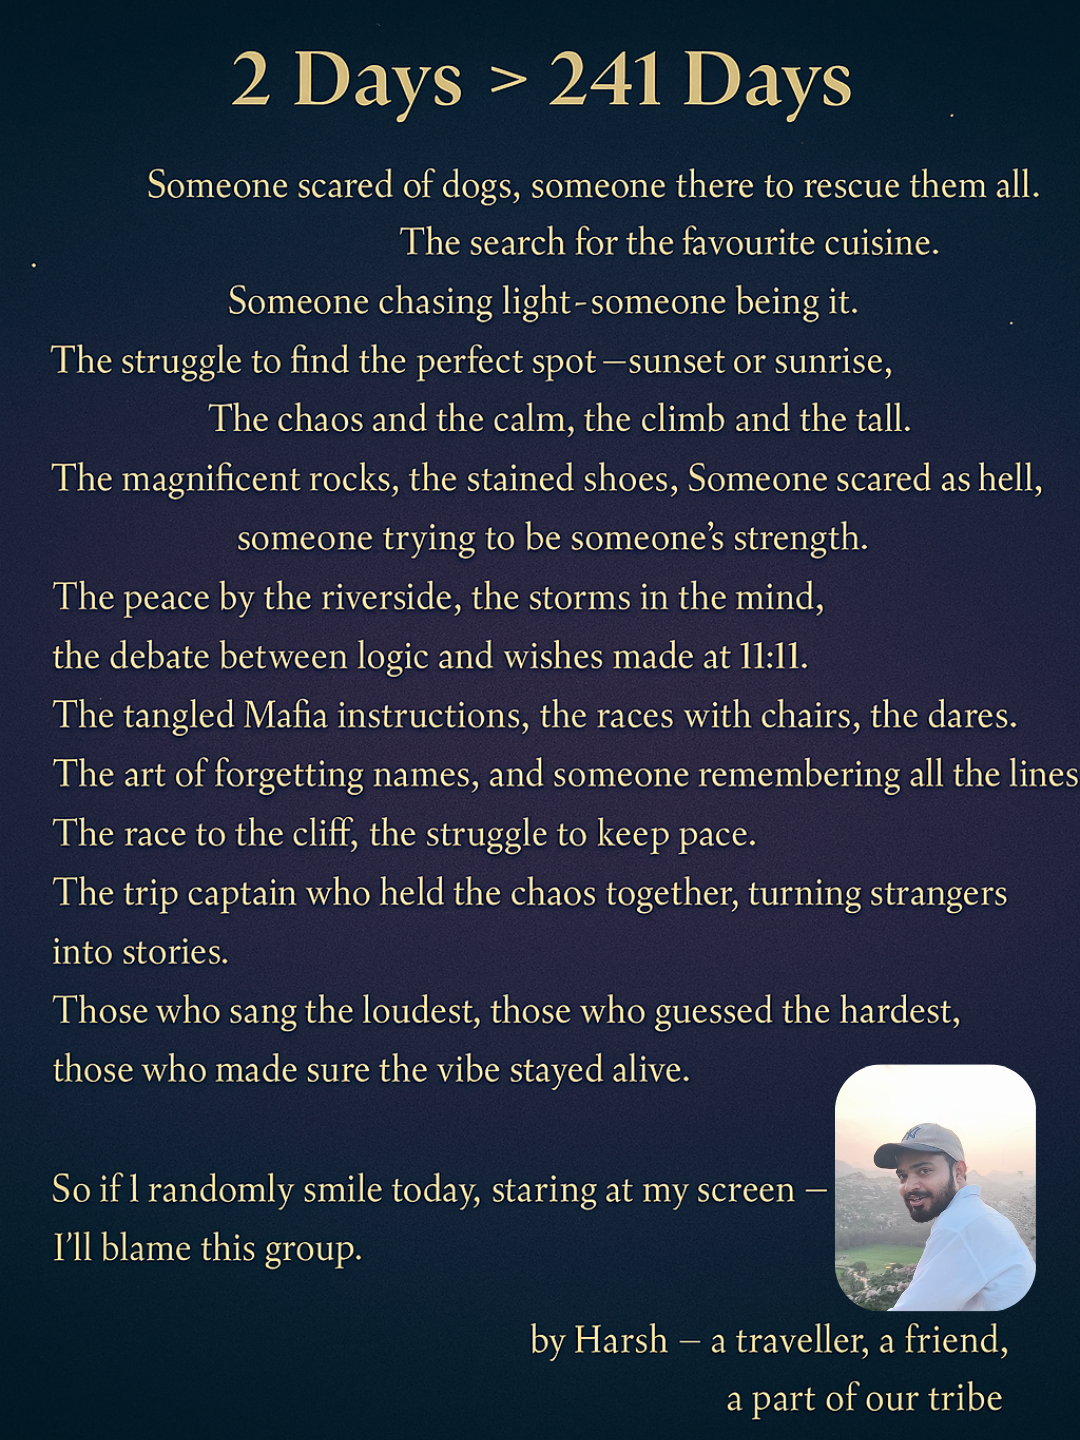 2 Days > 241 Days
Someone scared of dogs, someone there to rescue them all.
The search for the favourite cuisine.
Someone chasing light-someone being it.
The struggle to find the perfect spot—sunset or sunrise,
The chaos and the calm, the climb and the tall.
The magnificent rocks, the stained shoes, Someone scared as hell,
someone trying to be someone's strength.
The peace by the riverside, the storms in the mind,
the debate between logic and wishes made at 11:11.
The tangled Mafia instructions, the races with chairs, the dares.
The art of forgetting names, and someone remembering all the lines
The race to the cliff, the struggle to keep pace.
The trip captain who held the chaos together, turning strangers
into stories.
Those who sang the loudest, those who guessed the hardest,
those who made sure the vibe stayed alive.
So if I randomly smile today, staring at my screen —
I'll blame this group.
by Harsh — a traveller, a friend,
a part of our tribe